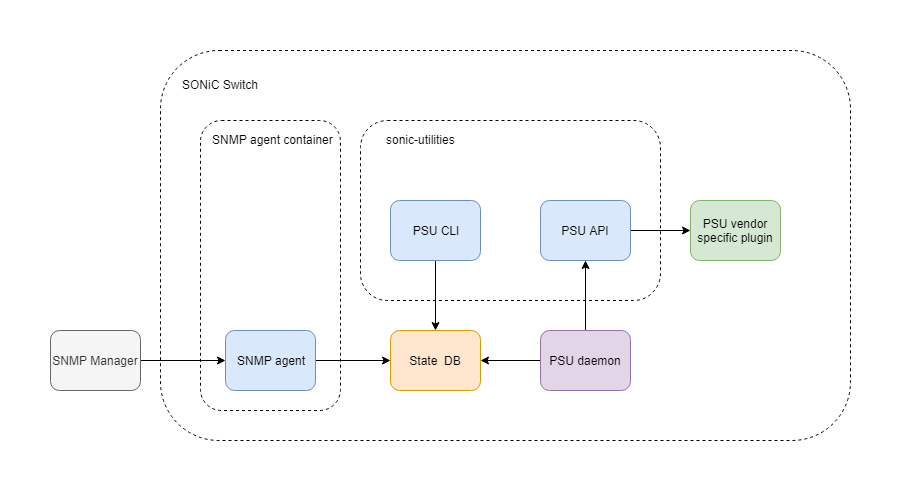 SONiC Switch
SNMP agent container
sonic-utilities
PSU CLI
PSU API
PSU vendor
specific plugin
SNMP Manager
SNMP agent
State DB
PSU daemon